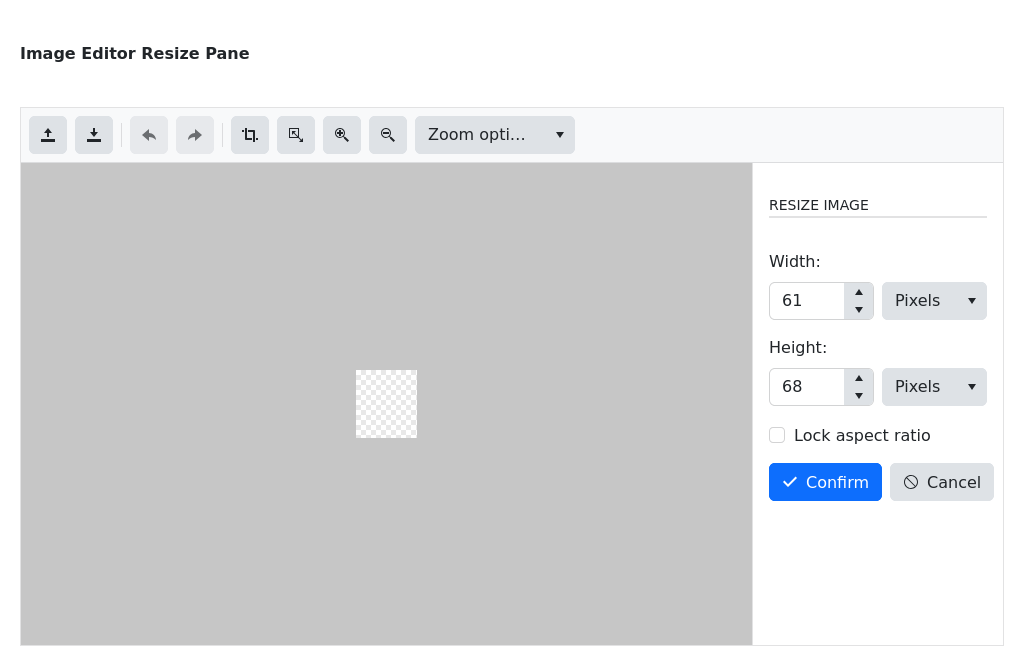 Image Editor Resize Pane
Zoom opti...
RESIZE IMAGE
Width:
61 Pixels
Height:
68 Pixels
Lock aspect ratio
Confirm Cancel